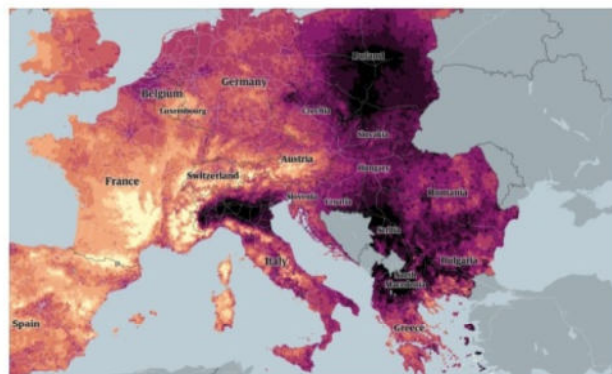 Poland
Belgium
Germany
Luxembourg
Czechia
Slovakia
Austria
Hungary
Switzerland
France
Slovenia
Croatia
Romania
Serbia
Bulgaria
Italy
North
Macedonia
Spain
Greece